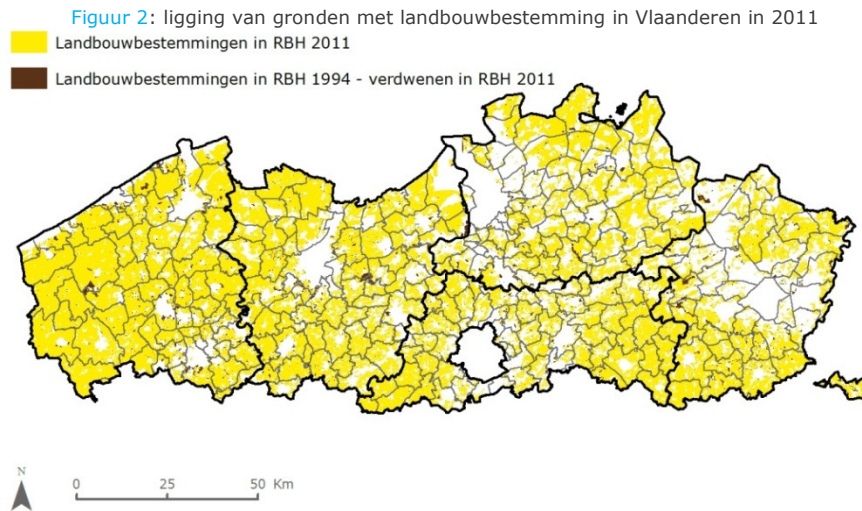 Figuur 2: ligging van gronden met landbouwbestemming in Vlaanderen in 2011
Landbouwbestemmingen in RBH 2011
Landbouwbestemmingen in RBH 1994 - verdwenen in RBH 2011
N
0 25 50 Km